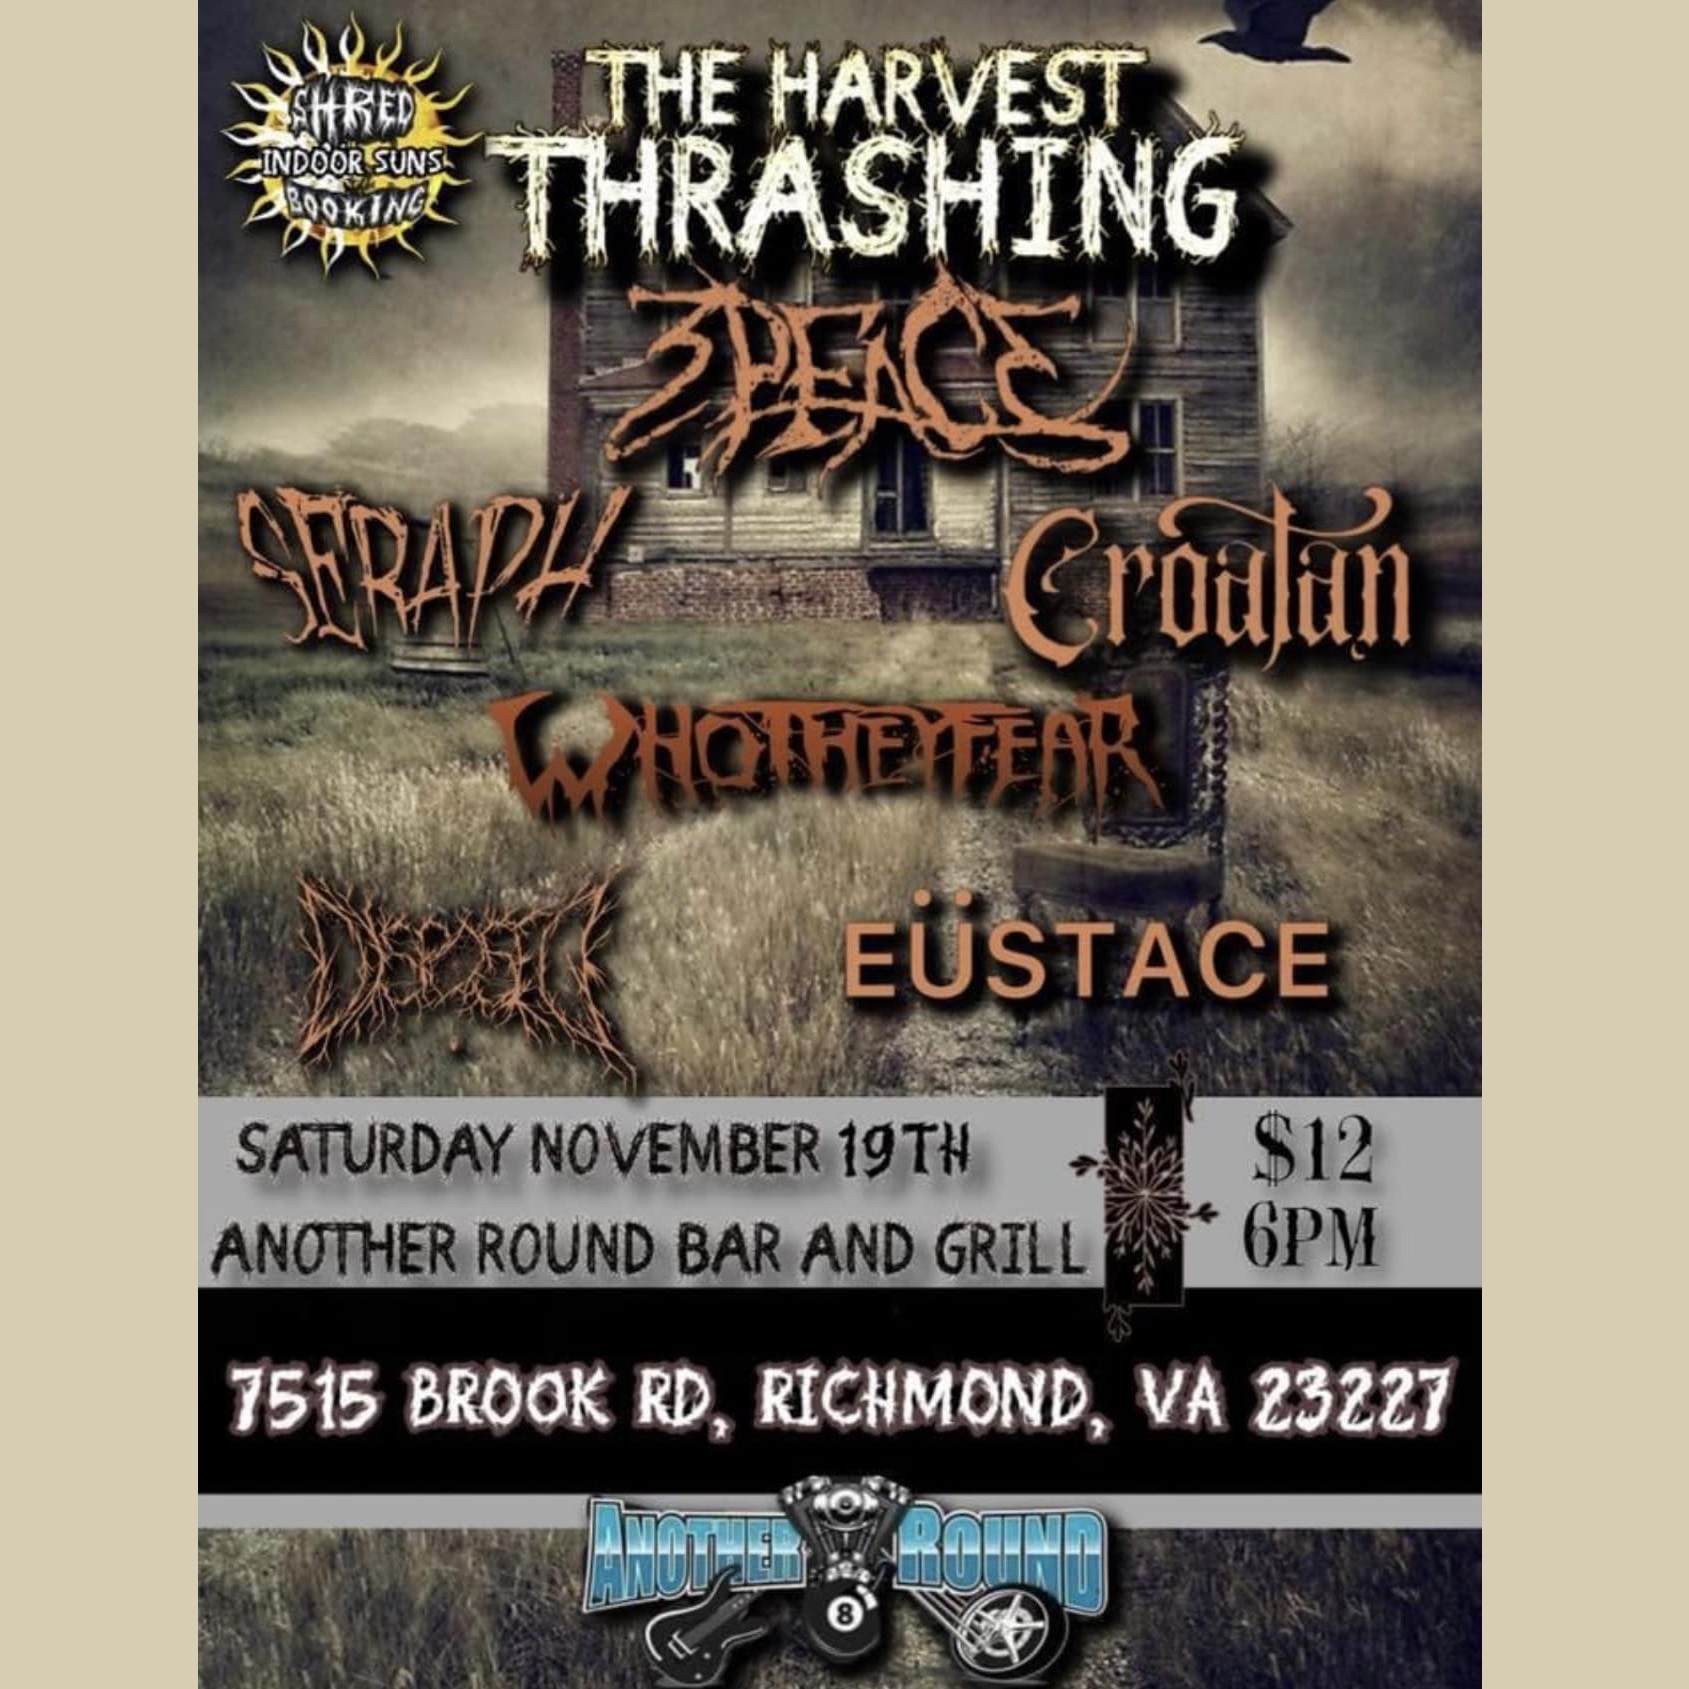 SHRED
INDOOR SUNS
BOOKING
THE HARVEST
THRASHING
3PEACE
SERAPH
Croatan
WHOTHEYFEAR
EÜSTACE
SATURDAY NOVEMBER 19TH
ANOTHER ROUND BAR AND GRILL
$12
6PM
7515 BROOK RD, RICHMOND, VA 23227
ANOTHER ROUND
8